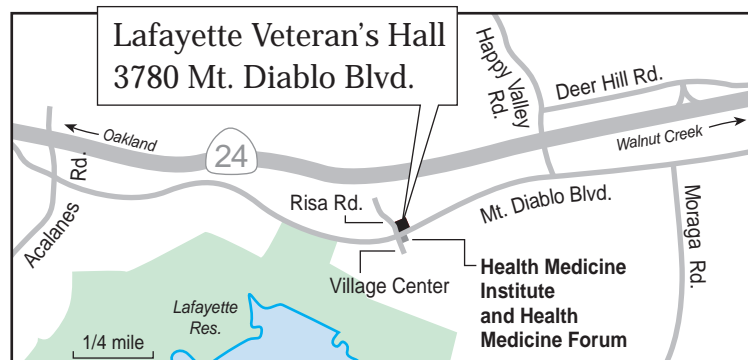 Lafayette Veteran's Hall
3780 Mt. Diablo Blvd.
Happy Valley
Rd.
Deer Hill Rd.
Oakland
24
Walnut Creek
Acalanes
Rd.
Risa Rd.
Mt. Diablo Blvd.
Moraga Rd.
Village Center
Health Medicine
Institute
and Health
Medicine Forum
Lafayette
Res.
1/4 mile